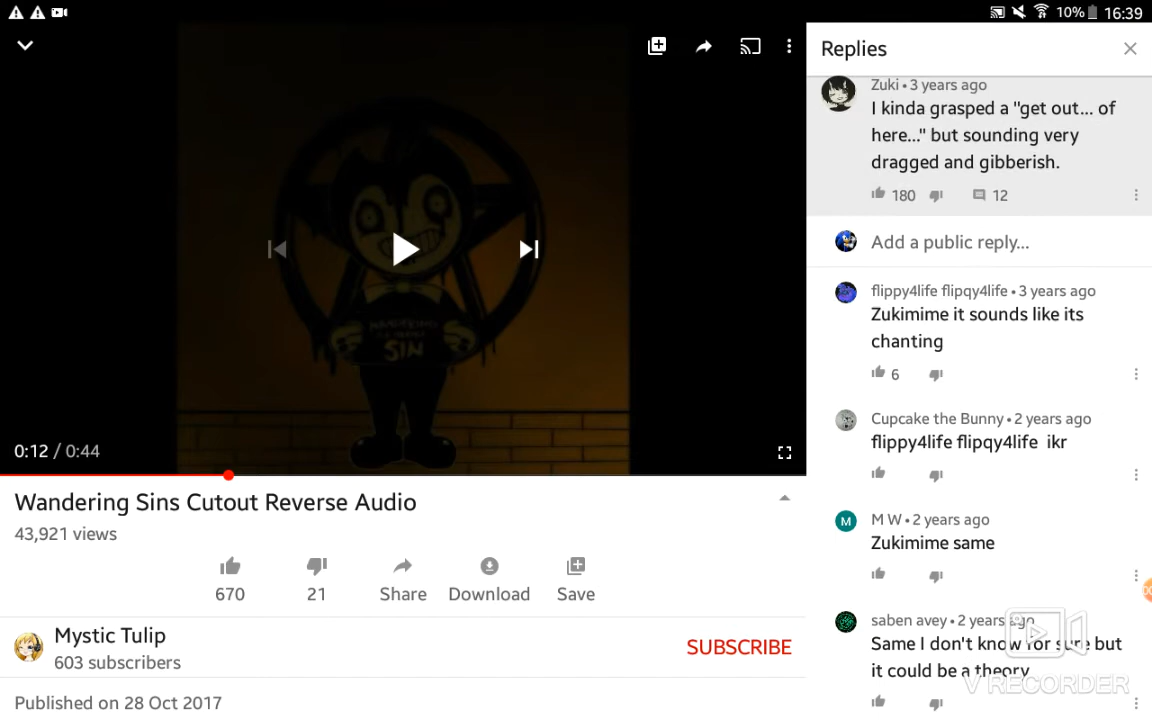 10% 16:39
WANDERING
SIN
0:12 / 0:44
Wandering Sins Cutout Reverse Audio
43,921 views
670
21
Share
Download
Save
Mystic Tulip
603 subscribers
SUBSCRIBE
Published on 28 Oct 2017
Replies
Zuki • 3 years ago
I kinda grasped a "get out... of
here..." but sounding very
dragged and gibberish.
180
12
Add a public reply...
flippy4life flipqy4life • 3 years ago
Zukimime it sounds like its
chanting
6
Cupcake the Bunny • 2 years ago
flippy4life flipqy4life ikr
M
M W • 2 years ago
Zukimime same
saben avey • 2 years ago
Same I don't know for sure but
it could be a theory
V RECORDER